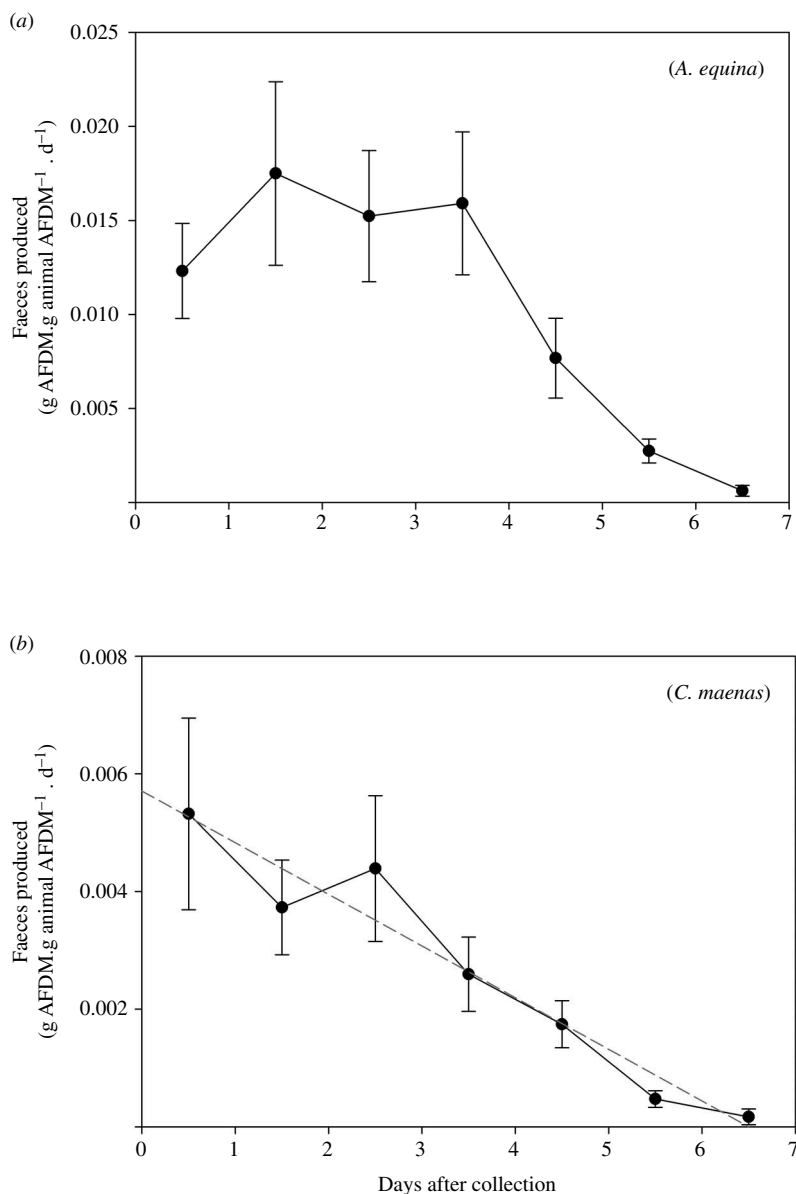 (a)
0.025
(A. equina)
0.020
0.015
0.010
0.005
Faeces produced
(g AFDM.g animal AFDM⁻¹ . d⁻¹)
0 1 2 3 4 5 6 7
(b)
0.008
(C. maenas)
0.006
0.004
0.002
Faeces produced
(g AFDM.g animal AFDM⁻¹ . d⁻¹)
0 1 2 3 4 5 6 7
Days after collection